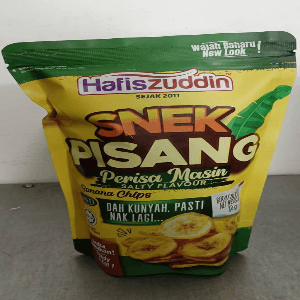 Wajah Baharu
New Look!
HafisZuddin
SEJAK 2011
SNEK
PISANG
Perisa Masin
SALTY FLAVOUR
Banana Chips
DAH KUNYAH, PASTI
NAK LAGI...